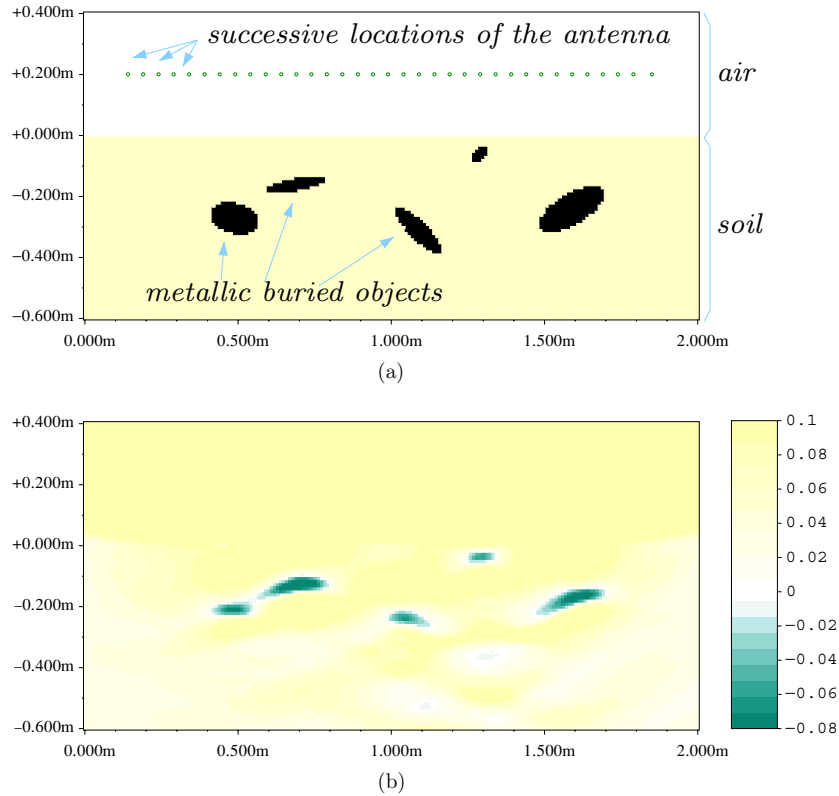 +0.400m
successive locations of the antenna
+0.200m
air
+0.000m
−0.200m
soil
−0.400m
metallic buried objects
−0.600m
0.000m 0.500m 1.000m 1.500m 2.000m
(a)
+0.400m
0.1
+0.200m
0.08
0.06
0.04
+0.000m
0.02
0
−0.200m
−0.02
−0.400m
−0.04
−0.06
−0.600m
−0.08
0.000m 0.500m 1.000m 1.500m 2.000m
(b)